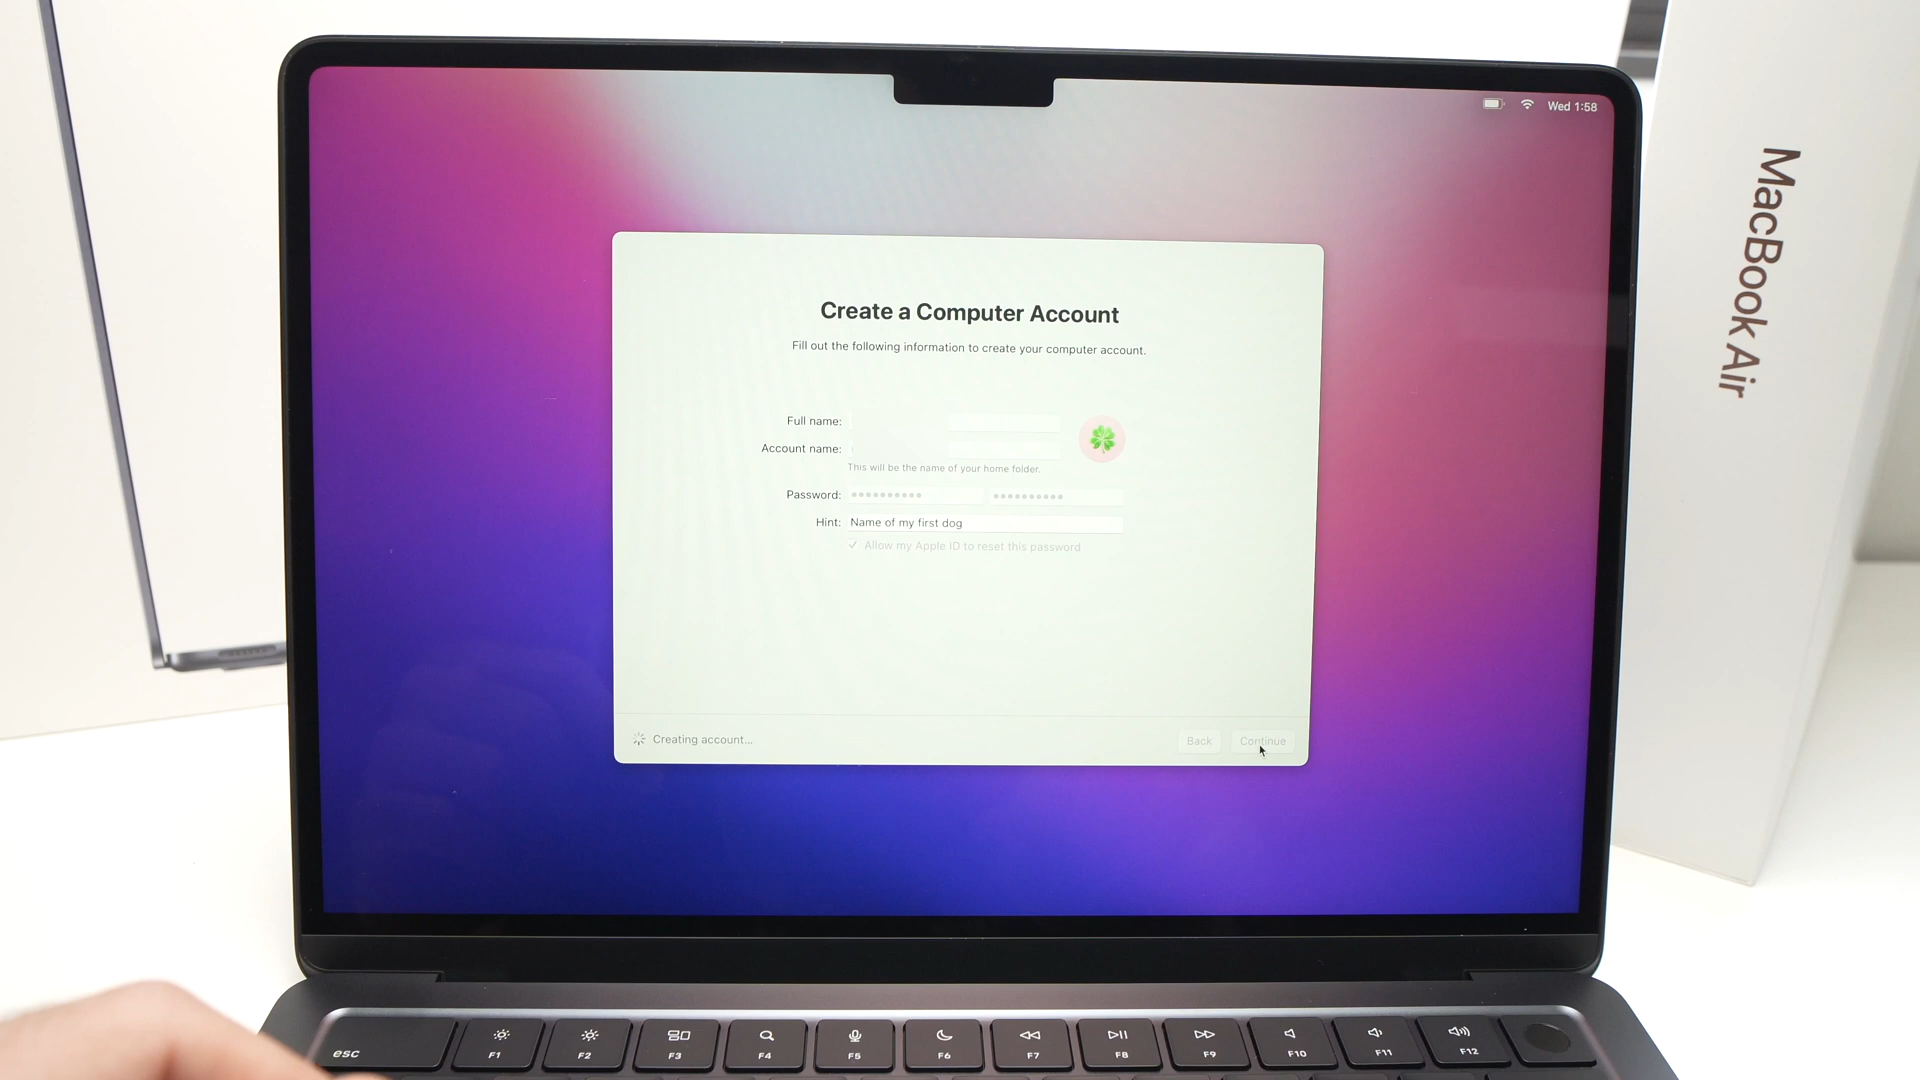 Wed 1:58
MacBook Air
Create a Computer Account
Fill out the following information to create your computer account.
Full name:
Account name:
This will be the name of your home folder.
Password:
Hint: Name of my first dog
Allow my Apple ID to reset this password
Creating account...
Back
Continue
esc
F1
F2
F3
F4
F5
F6
F7
F8
F9
F10
F11
F12